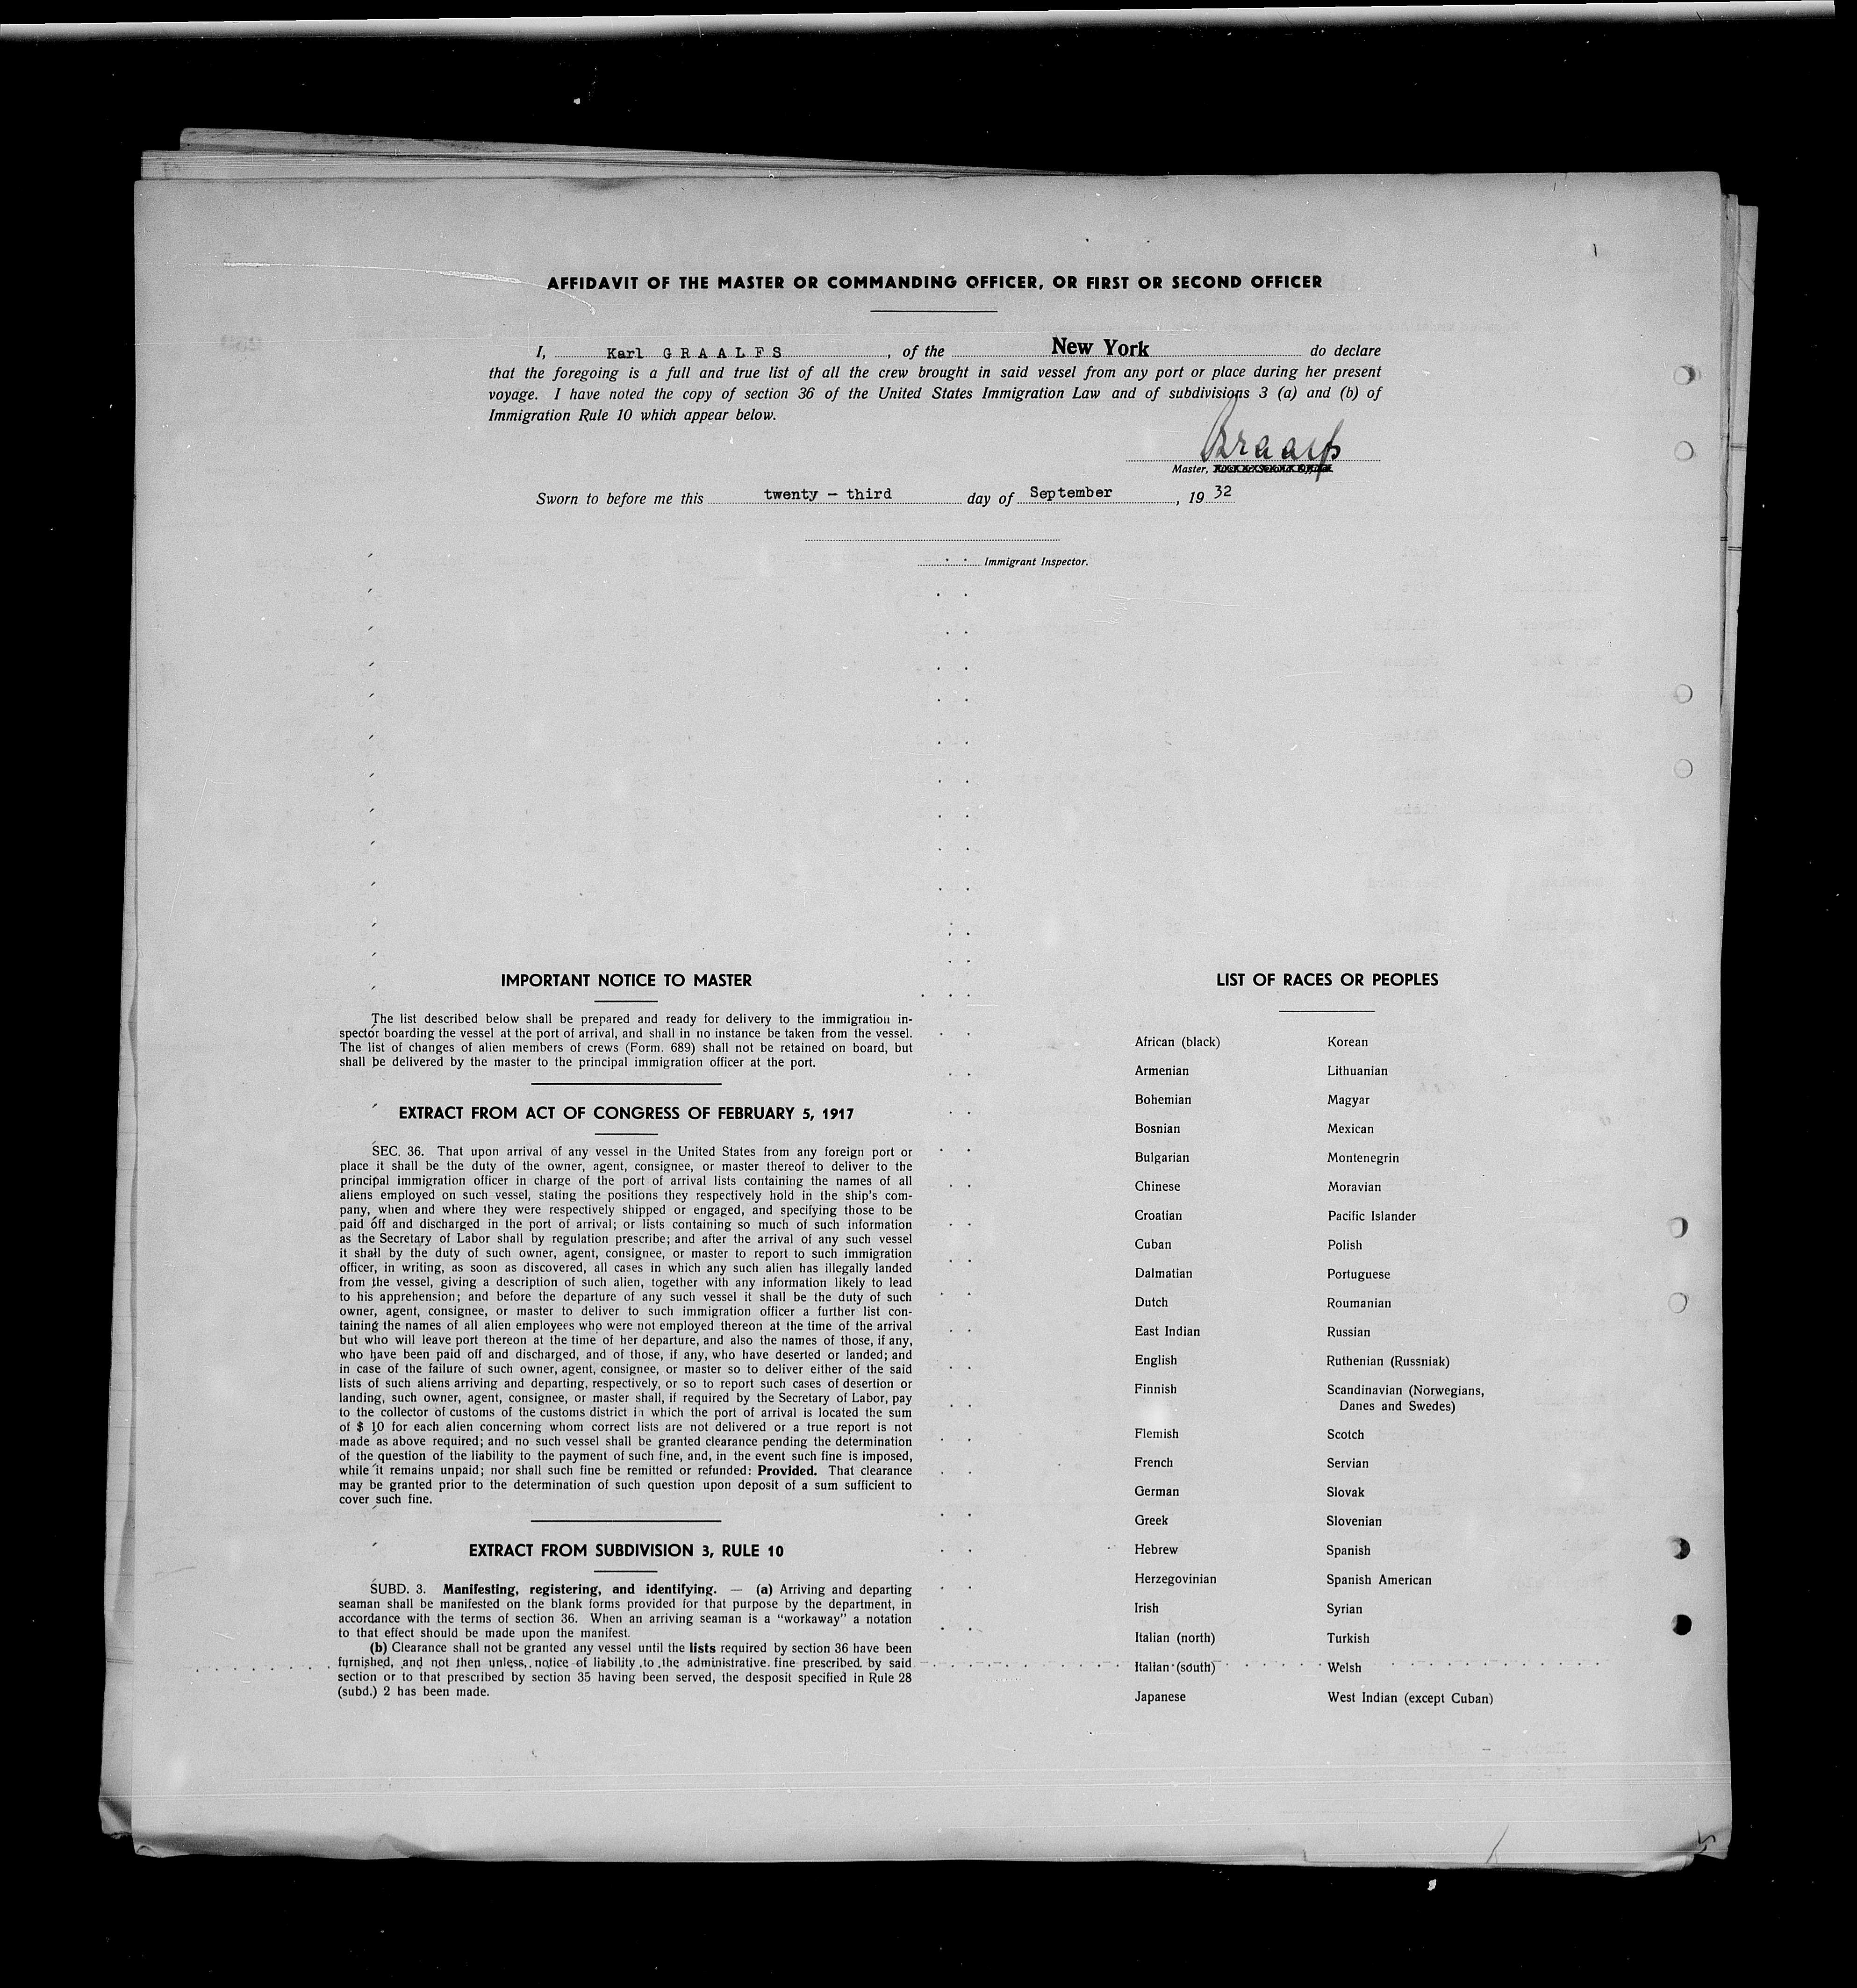 AFFIDAVIT OF THE MASTER OR COMMANDING OFFICER, OR FIRST OR SECOND OFFICER
I, Karl GRAALFS, of the New York do declare
that the foregoing is a full and true list of all the crew brought in said vessel from any port or place during her present
voyage. I have noted the copy of section 36 of the United States Immigration Law and of subdivisions 3 (a) and (b) of
Immigration Rule 10 which appear below.
Graalfs
Master,
Sworn to before me this twenty - third day of September, 19 32
Immigrant Inspector.
IMPORTANT NOTICE TO MASTER
The list described below shall be prepared and ready for delivery to the immigration in-
spector boarding the vessel at the port of arrival, and shall in no instance be taken from the vessel.
The list of changes of alien members of crews (Form. 689) shall not be retained on board, but
shall be delivered by the master to the principal immigration officer at the port.
EXTRACT FROM ACT OF CONGRESS OF FEBRUARY 5, 1917
SEC. 36. That upon arrival of any vessel in the United States from any foreign port or
place it shall be the duty of the owner, agent, consignee, or master thereof to deliver to the
principal immigration officer in charge of the port of arrival lists containing the names of all
aliens employed on such vessel, stating the positions they respectively hold in the ship's com-
pany, when and where they were respectively shipped or engaged, and specifying those to be
paid off and discharged in the port of arrival; or lists containing so much of such information
as the Secretary of Labor shall by regulation prescribe; and after the arrival of any such vessel
it shall by the duty of such owner, agent, consignee, or master to report to such immigration
officer, in writing, as soon as discovered, all cases in which any such alien has illegally landed
from the vessel, giving a description of such alien, together with any information likely to lead
to his apprehension; and before the departure of any such vessel it shall be the duty of such
owner, agent, consignee, or master to deliver to such immigration officer a further list con-
taining the names of all alien employees who were not employed thereon at the time of the arrival
but who will leave port thereon at the time of her departure, and also the names of those, if any,
who have been paid off and discharged, and of those, if any, who have deserted or landed; and
in case of the failure of such owner, agent, consignee, or master so to deliver either of the said
lists of such aliens arriving and departing, respectively, or so to report such cases of desertion or
landing, such owner, agent, consignee, or master shall, if required by the Secretary of Labor, pay
to the collector of customs of the customs district in which the port of arrival is located the sum
of $ 10 for each alien concerning whom correct lists are not delivered or a true report is not
made as above required; and no such vessel shall be granted clearance pending the determination
of the question of the liability to the payment of such fine, and, in the event such fine is imposed,
while it remains unpaid; nor shall such fine be remitted or refunded: Provided. That clearance
may be granted prior to the determination of such question upon deposit of a sum sufficient to
cover such fine.
EXTRACT FROM SUBDIVISION 3, RULE 10
SUBD. 3. Manifesting, registering, and identifying. — (a) Arriving and departing
seaman shall be manifested on the blank forms provided for that purpose by the department, in
accordance with the terms of section 36. When an arriving seaman is a "workaway" a notation
to that effect should be made upon the manifest.
(b) Clearance shall not be granted any vessel until the lists required by section 36 have been
furnished, and not then unless, notice of liability to the administrative fine prescribed by said
section or to that prescribed by section 35 having been served, the desposit specified in Rule 28
(subd.) 2 has been made.
LIST OF RACES OR PEOPLES
African (black)
Armenian
Bohemian
Bosnian
Bulgarian
Chinese
Croatian
Cuban
Dalmatian
Dutch
East Indian
English
Finnish
Flemish
French
German
Greek
Hebrew
Herzegovinian
Irish
Italian (north)
Italian (south)
Japanese
Korean
Lithuanian
Magyar
Mexican
Montenegrin
Moravian
Pacific Islander
Polish
Portuguese
Roumanian
Russian
Ruthenian (Russniak)
Scandinavian (Norwegians,
Danes and Swedes)
Scotch
Servian
Slovak
Slovenian
Spanish
Spanish American
Syrian
Turkish
Welsh
West Indian (except Cuban)